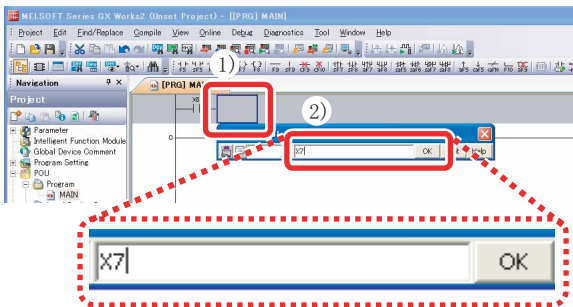 MELSOFT Series GX Works2 (Unset Project) - [[PRG] MAIN]
Project Edit Find/Replace Compile View Online Debug Diagnostics Tool Window Help
1)
Navigation
[PRG] MA
Project
2)
Parameter
Intelligent Function Module
0
Global Device Comment
X7 OK
Program Setting
POU
Program
MAIN
X7 OK